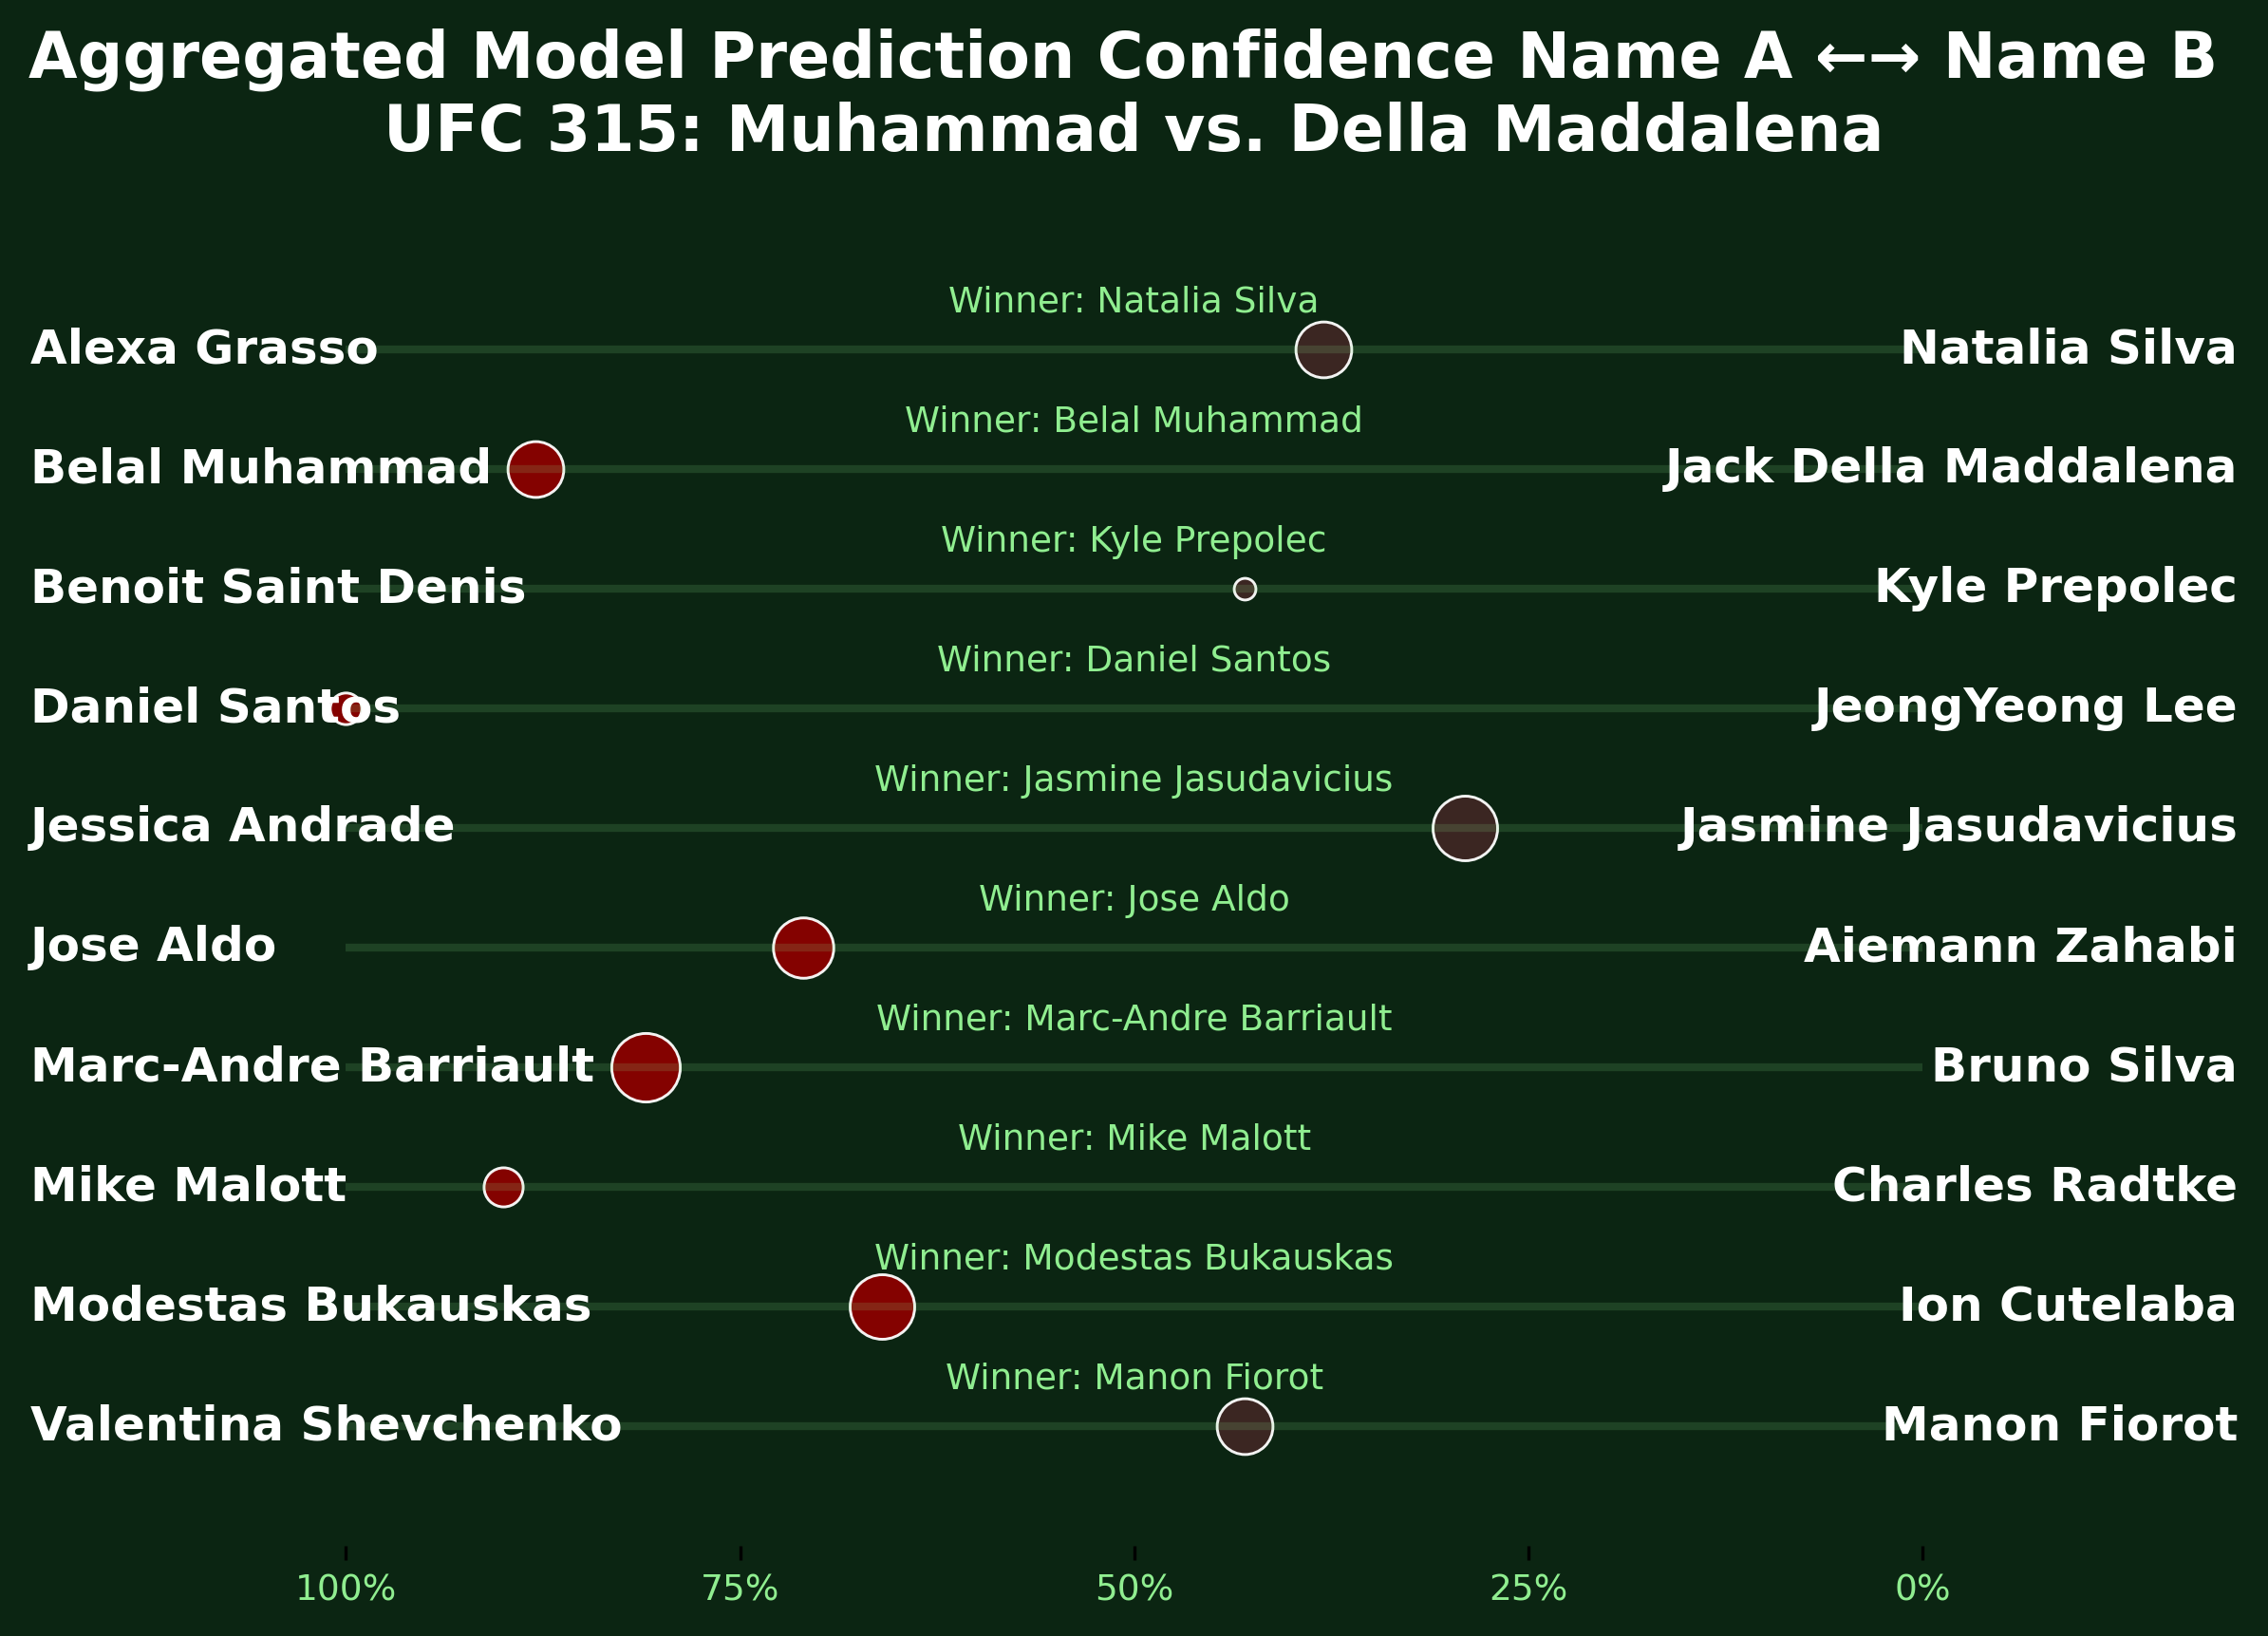 Aggregated Model Prediction Confidence Name A ←→ Name B
UFC 315: Muhammad vs. Della Maddalena
Winner: Natalia Silva
Alexa Grasso Natalia Silva
Winner: Belal Muhammad
Belal Muhammad Jack Della Maddalena
Winner: Kyle Prepolec
Benoit Saint Denis Kyle Prepolec
Winner: Daniel Santos
Daniel Santos JeongYeong Lee
Winner: Jasmine Jasudavicius
Jessica Andrade Jasmine Jasudavicius
Winner: Jose Aldo
Jose Aldo Aiemann Zahabi
Winner: Marc-Andre Barriault
Marc-Andre Barriault Bruno Silva
Winner: Mike Malott
Mike Malott Charles Radtke
Winner: Modestas Bukauskas
Modestas Bukauskas Ion Cutelaba
Winner: Manon Fiorot
Valentina Shevchenko Manon Fiorot
100% 75% 50% 25% 0%